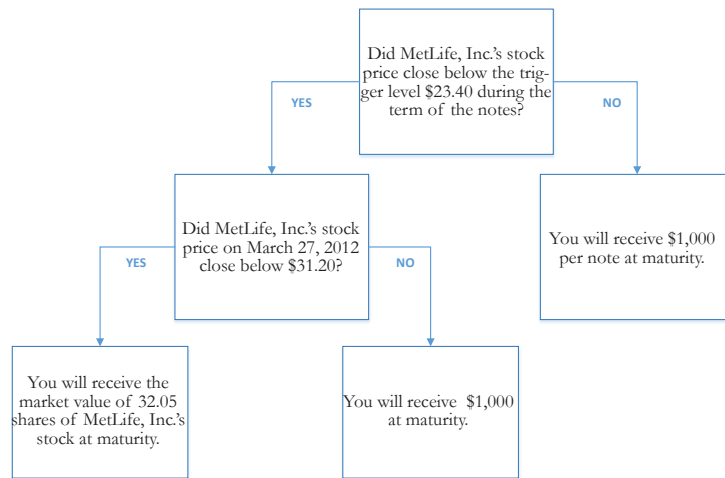 Did MetLife, Inc.'s stock
price close below the trig-
ger level $23.40 during the
term of the notes?
YES
NO
Did MetLife, Inc.'s stock
price on March 27, 2012
close below $31.20?
You will receive $1,000
per note at maturity.
YES
NO
You will receive the
market value of 32.05
shares of MetLife, Inc.'s
stock at maturity.
You will receive $1,000
at maturity.